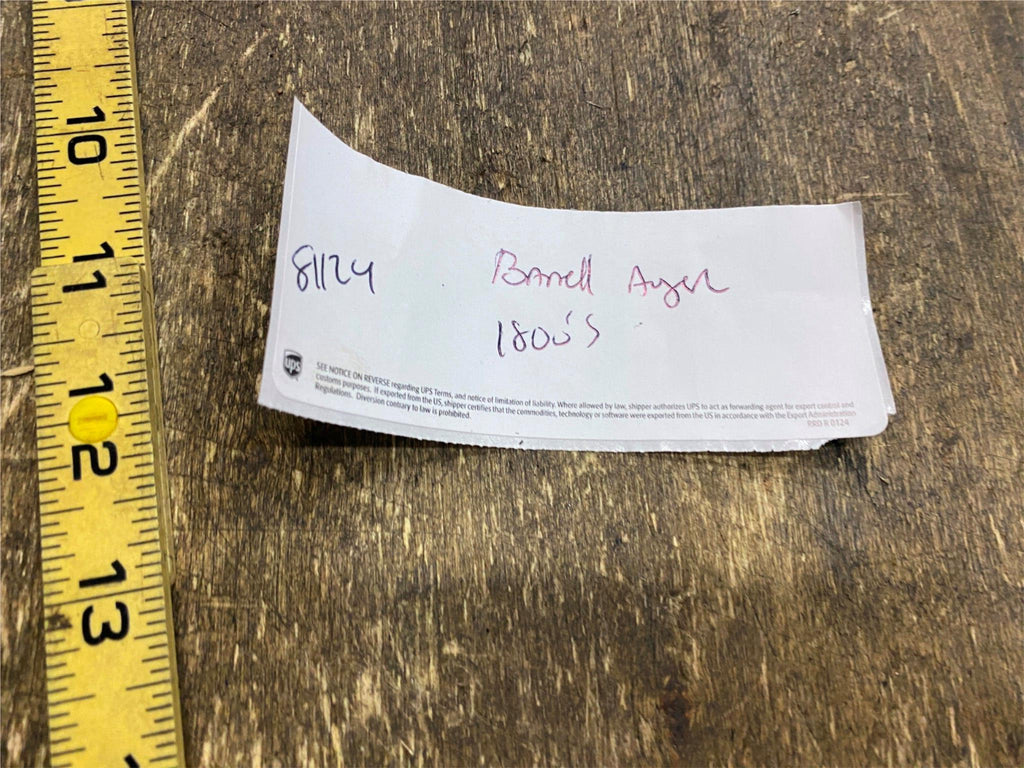 10
11
12
13
81124
Barrell Auger
1800's
ups
SEE NOTICE ON REVERSE regarding UPS Terms, and notice of limitation of liability. Where allowed by law, shipper authorizes UPS to act as forwarding agent for export control and
customs purposes. If exported from the US, shipper certifies that the commodities, technology or software were exported from the US in accordance with the Export Administration
Regulations. Diversion contrary to law is prohibited.
RRD R 0124